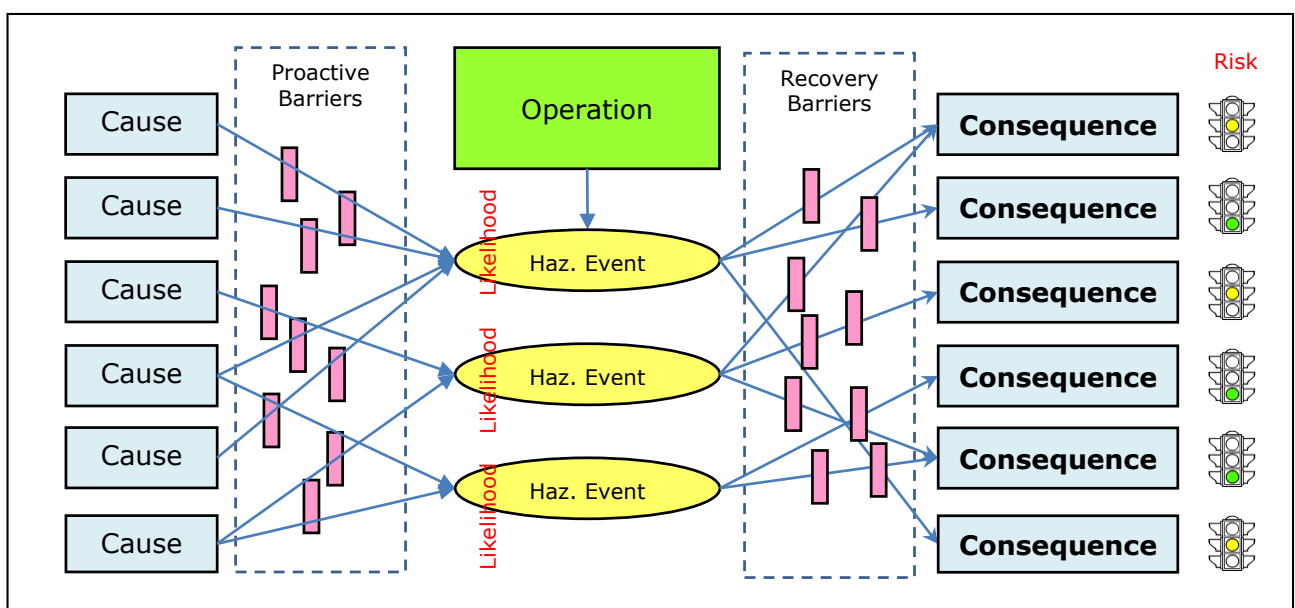 Proactive
Barriers
Operation
Recovery
Barriers
Risk
Cause
Cause
Cause
Cause
Cause
Cause
Likelihood
Haz. Event
Likelihood
Haz. Event
Likelihood
Haz. Event
Consequence
Consequence
Consequence
Consequence
Consequence
Consequence